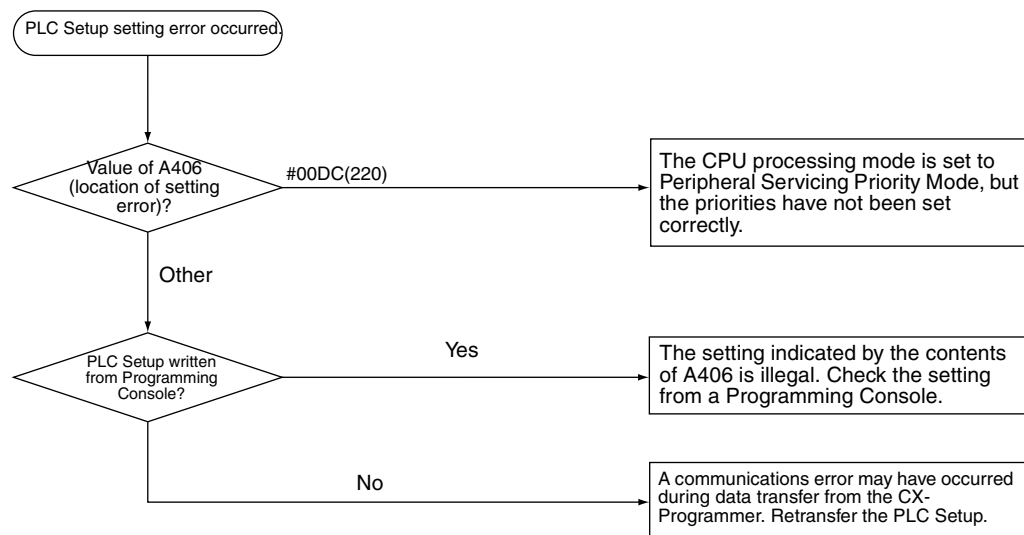 PLC Setup setting error occurred.
Value of A406
(location of setting
error)?
#00DC(220)
The CPU processing mode is set to
Peripheral Servicing Priority Mode, but
the priorities have not been set
correctly.
Other
PLC Setup written
from Programming
Console?
Yes
The setting indicated by the contents
of A406 is illegal. Check the setting
from a Programming Console.
No
A communications error may have occurred
during data transfer from the CX-
Programmer. Retransfer the PLC Setup.